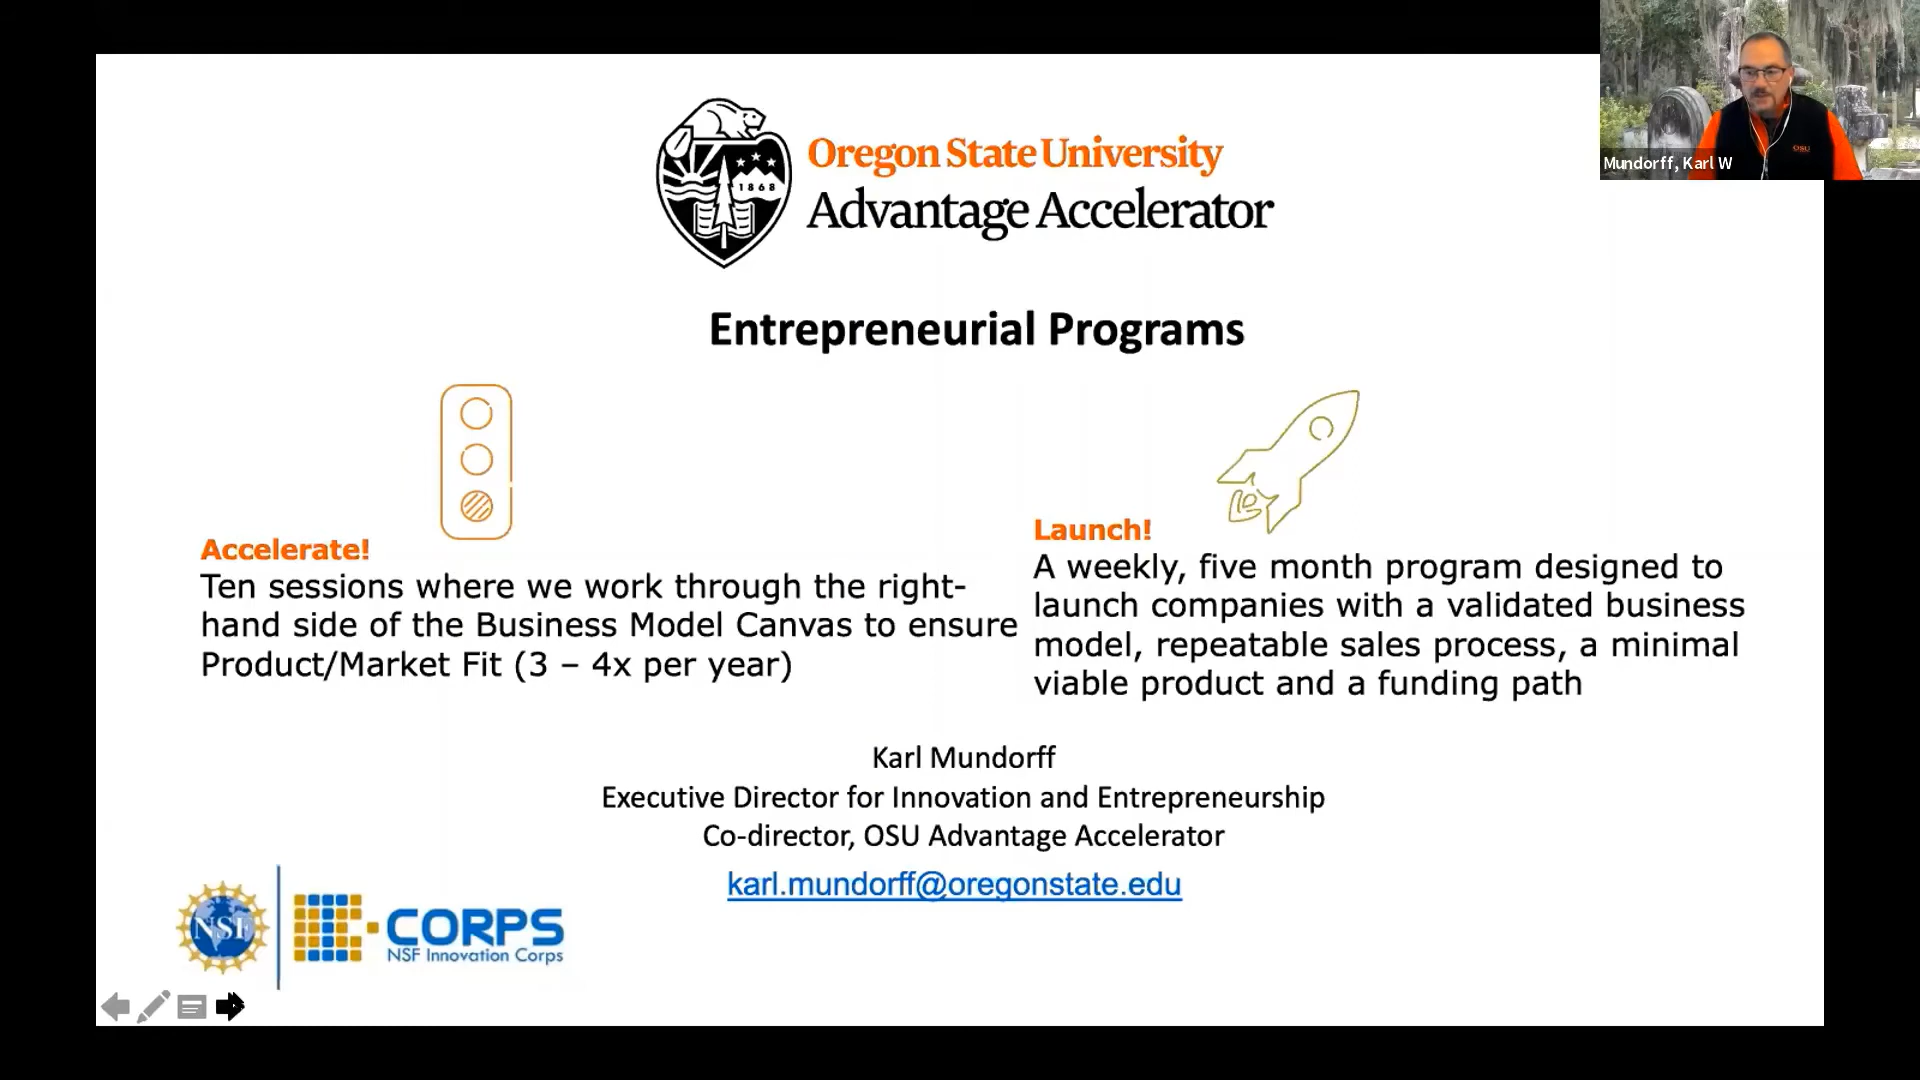 Oregon State University
Advantage Accelerator
1868
OSU
Mundorff, Karl W
Entrepreneurial Programs
Accelerate!
Ten sessions where we work through the right-
hand side of the Business Model Canvas to ensure
Product/Market Fit (3 – 4x per year)
Launch!
A weekly, five month program designed to
launch companies with a validated business
model, repeatable sales process, a minimal
viable product and a funding path
Karl Mundorff
Executive Director for Innovation and Entrepreneurship
Co-director, OSU Advantage Accelerator
karl.mundorff@oregonstate.edu
NSF
I-CORPS
NSF Innovation Corps